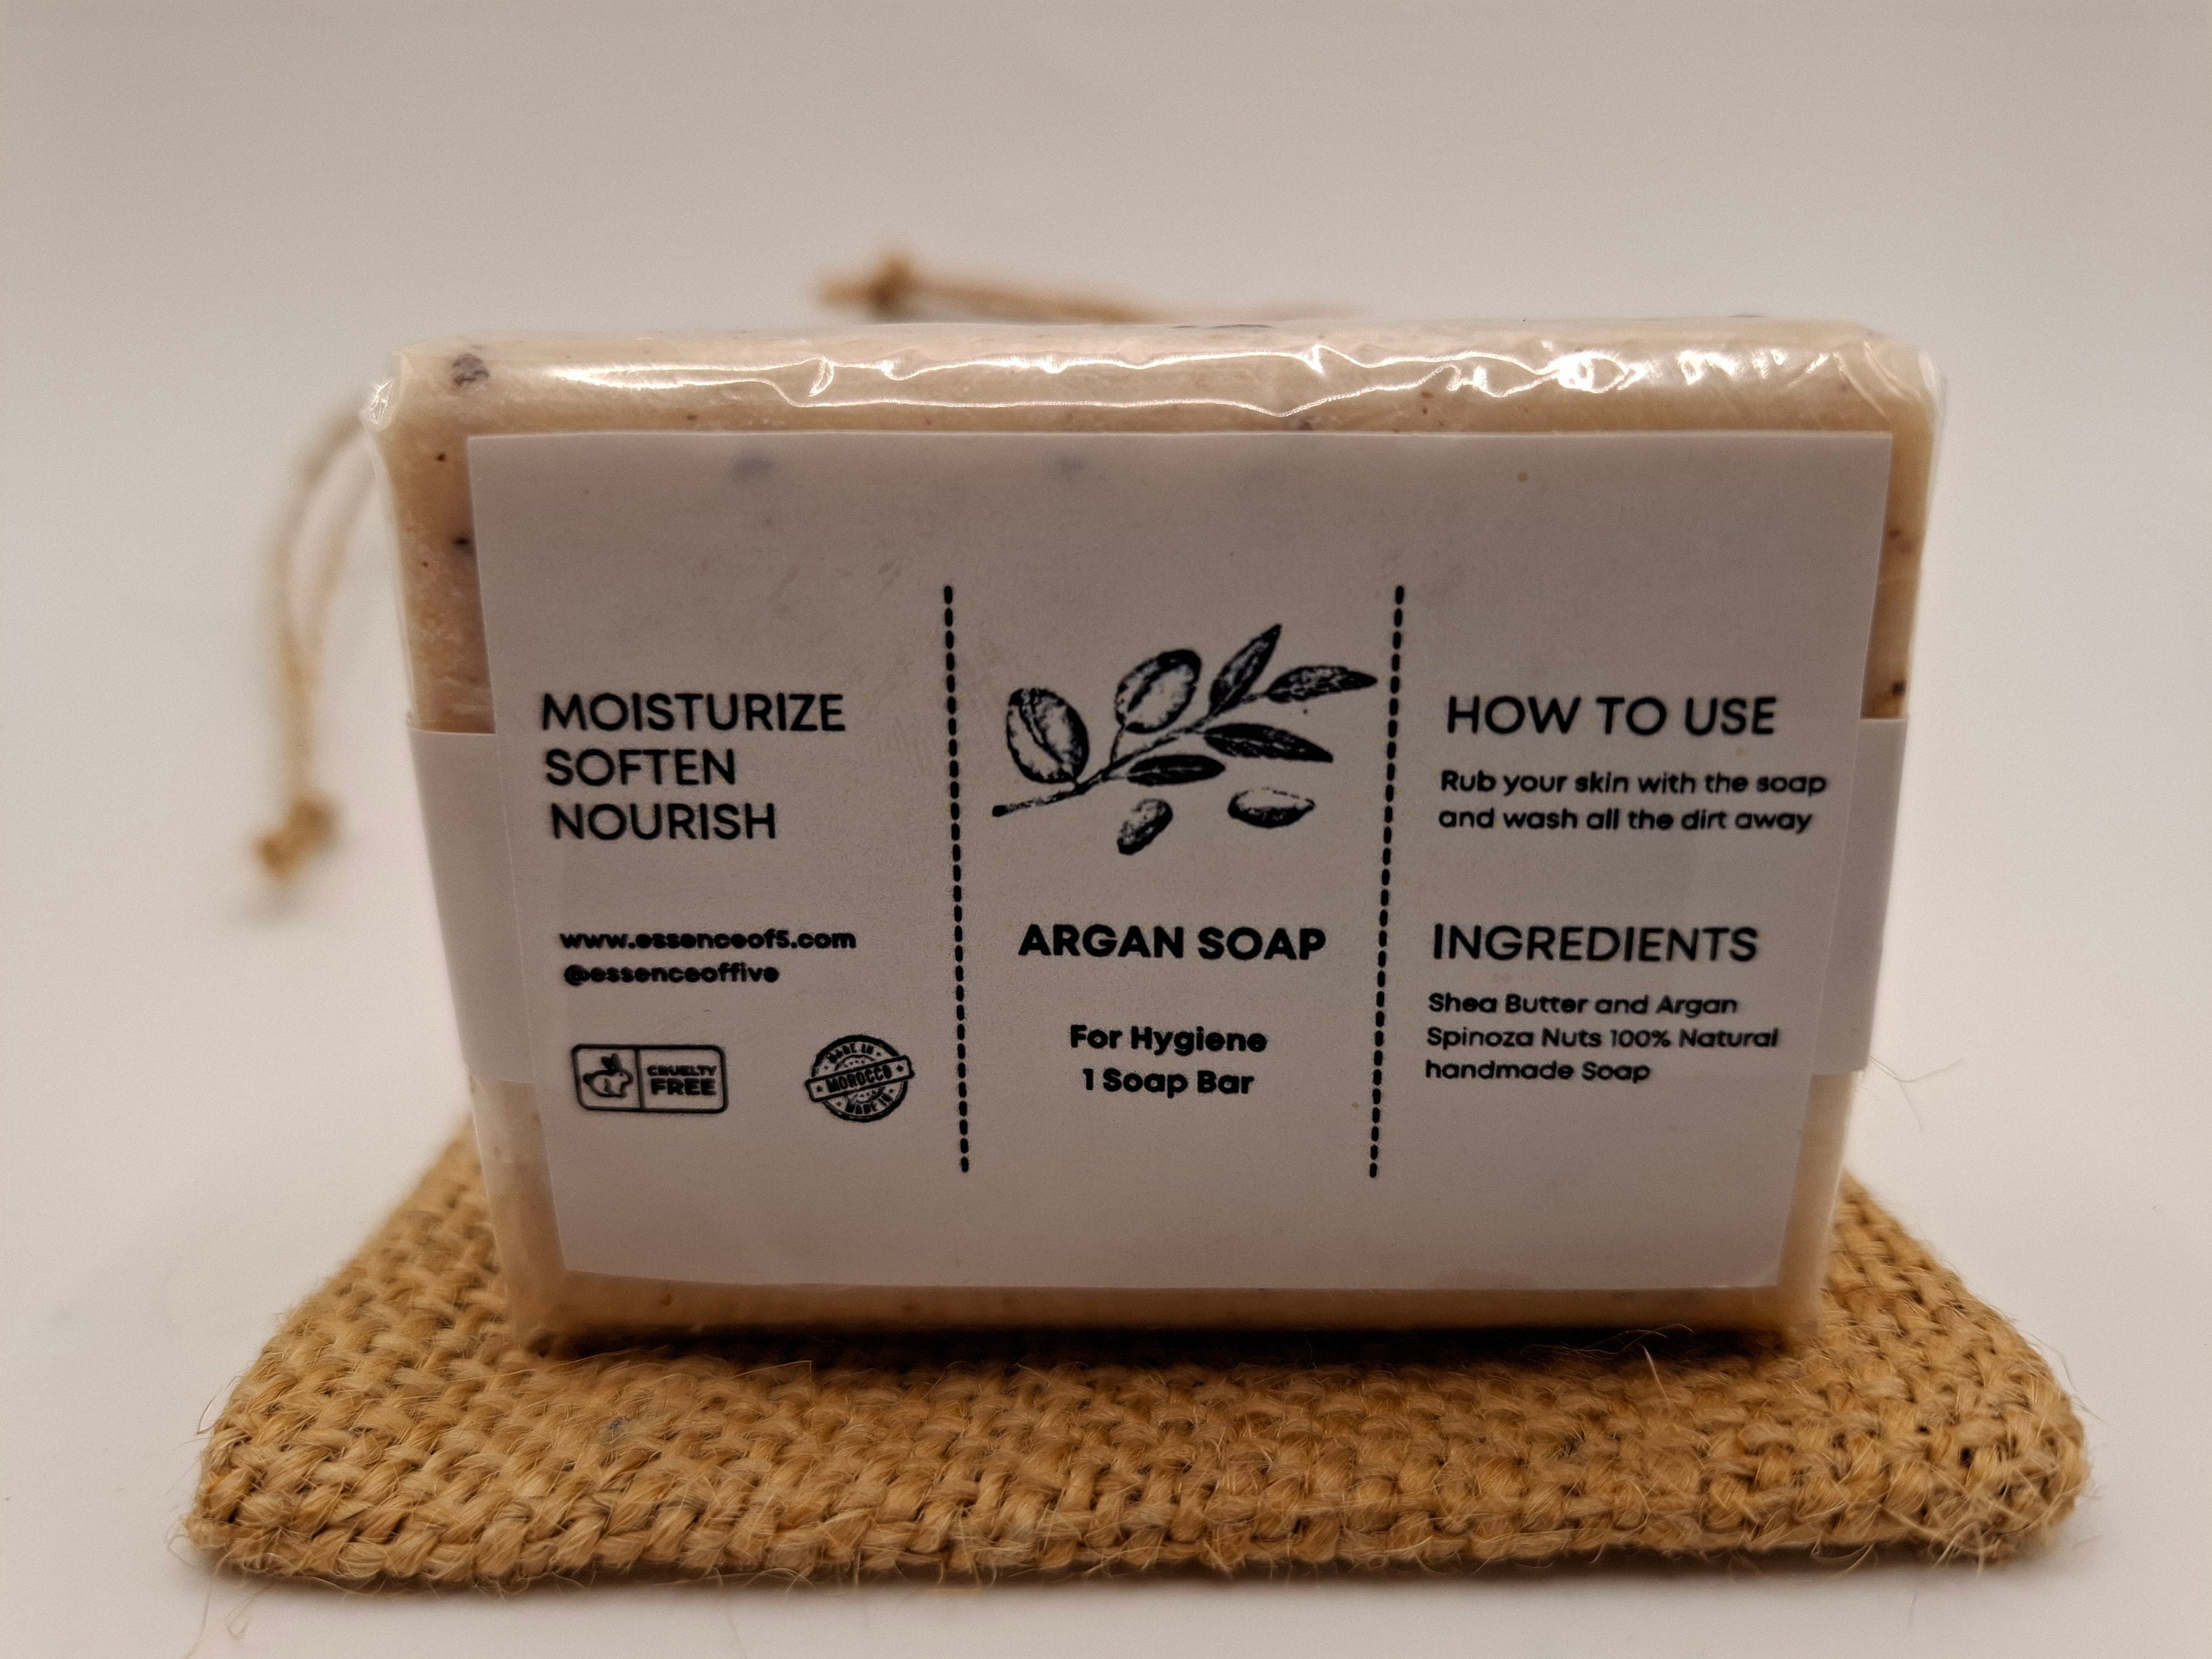 MOISTURIZE
SOFTEN
NOURISH
www.essenceof5.com
@essenceoffive
CRUELTY
FREE
MADE IN
MOROCCO
MADE IN
ARGAN SOAP
For Hygiene
1 Soap Bar
HOW TO USE
Rub your skin with the soap
and wash all the dirt away
INGREDIENTS
Shea Butter and Argan
Spinoza Nuts 100% Natural
handmade Soap